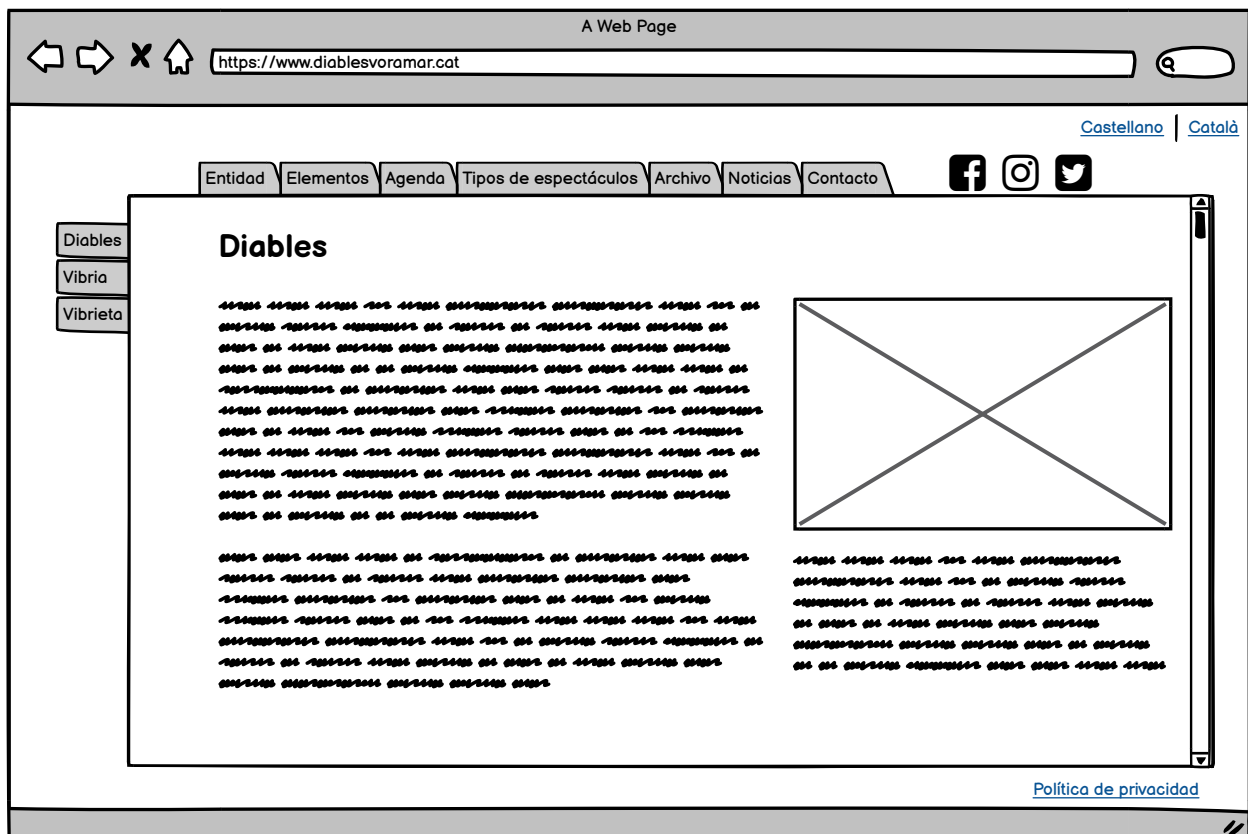 A Web Page
https://www.diablesvoramar.cat
Castellano Català
Entidad Elementos Agenda Tipos de espectáculos Archivo Noticias Contacto
Diables
Vibria
Vibrieta
Diables
Política de privacidad